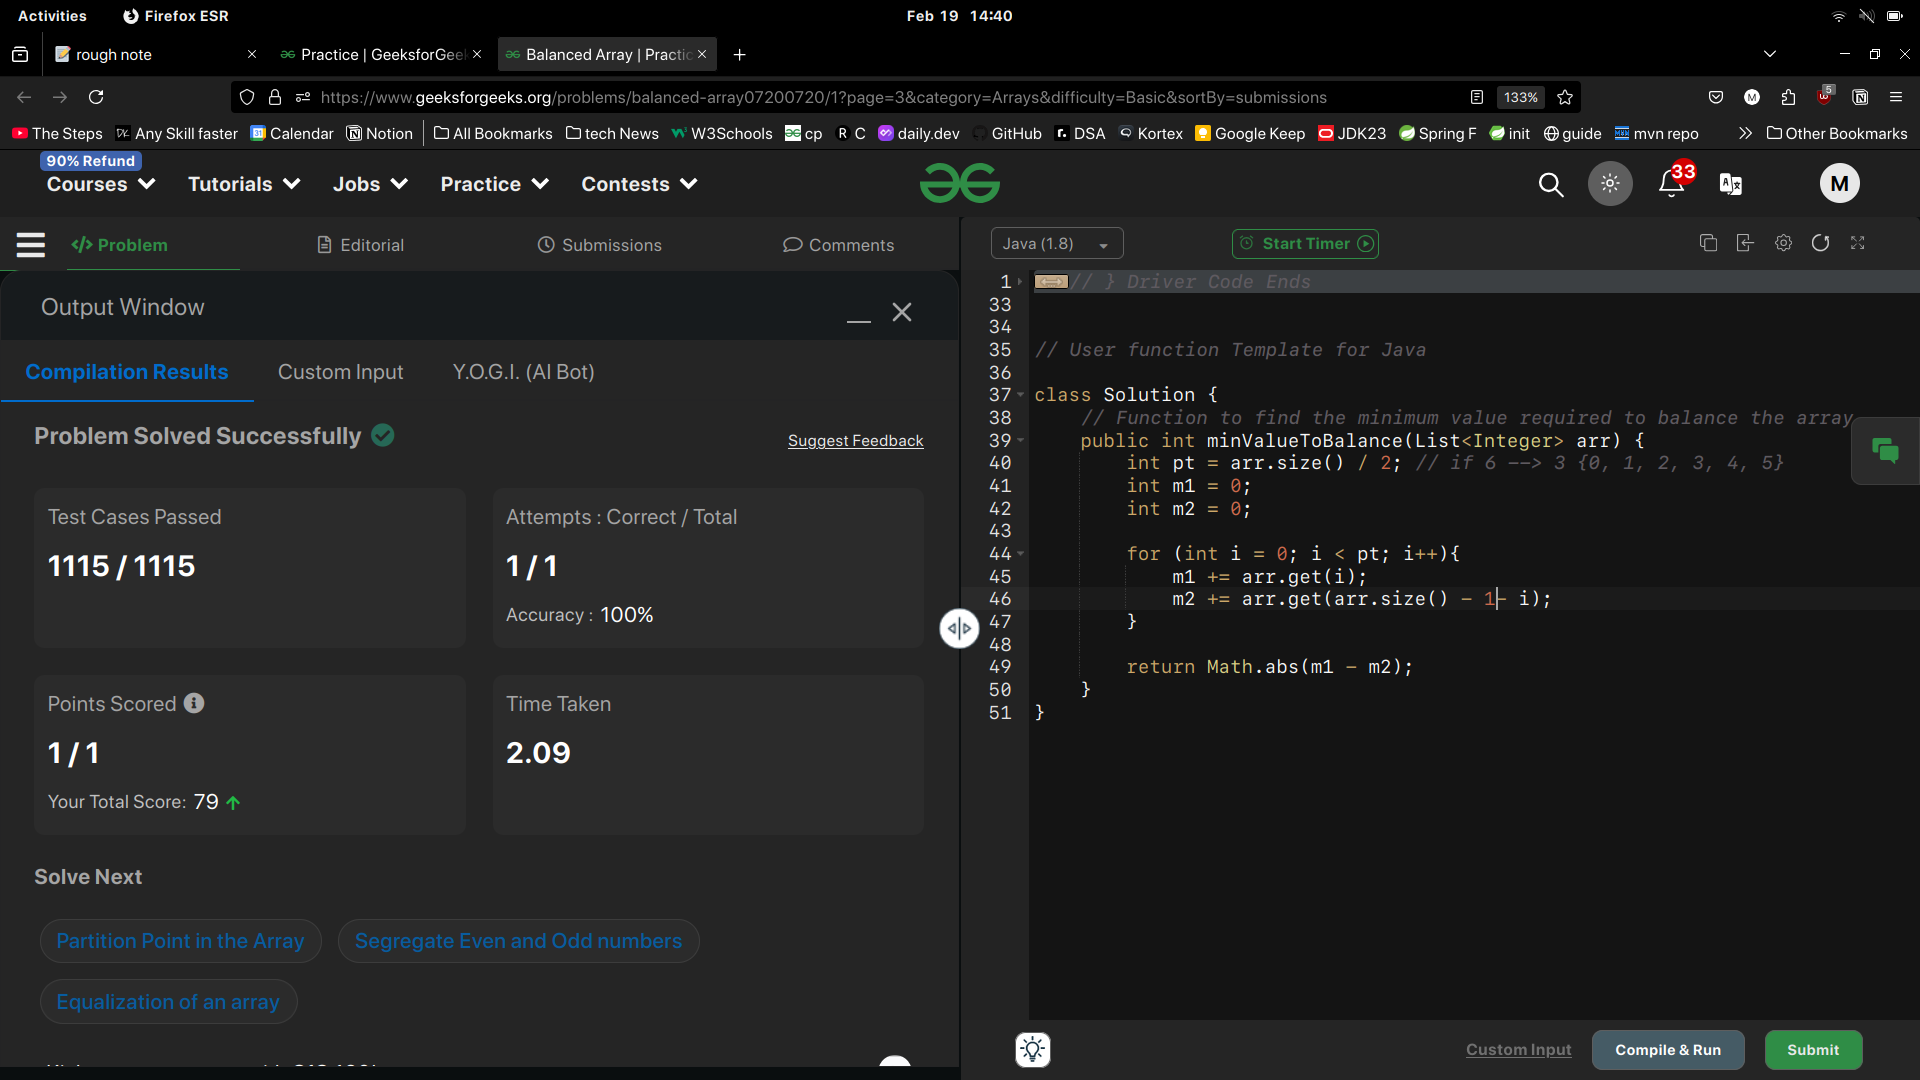 Activities Firefox ESR Feb 19 14:40
rough note Practice | GeeksforGee Balanced Array | Practic
https://www.geeksforgeeks.org/problems/balanced-array07200720/1?page=3&category=Arrays&difficulty=Basic&sortBy=submissions 133% M 5
The Steps Any Skill faster 31 Calendar Notion All Bookmarks tech News W3Schools cp R C daily.dev GitHub r. DSA Kortex Google Keep JDK23 Spring F init guide mvn repo Other Bookmarks
90% Refund
Courses Tutorials Jobs Practice Contests 33 M
</> Problem Editorial Submissions Comments
Output Window
Compilation Results Custom Input Y.O.G.I. (AI Bot)
Problem Solved Successfully
Suggest Feedback
Test Cases Passed
1115 / 1115
Attempts : Correct / Total
1 / 1
Accuracy : 100%
Points Scored
1 / 1
Your Total Score: 79
Time Taken
2.09
Solve Next
Partition Point in the Array Segregate Even and Odd numbers
Equalization of an array
Java (1.8) Start Timer
1 // } Driver Code Ends
33
34
35 // User function Template for Java
36
37 class Solution {
38 // Function to find the minimum value required to balance the array
39 public int minValueToBalance(List<Integer> arr) {
40 int pt = arr.size() / 2; // if 6 --> 3 {0, 1, 2, 3, 4, 5}
41 int m1 = 0;
42 int m2 = 0;
43
44 for (int i = 0; i < pt; i++){
45 m1 += arr.get(i);
46 m2 += arr.get(arr.size() - 1- i);
47 }
48
49 return Math.abs(m1 - m2);
50 }
51 }
Custom Input Compile & Run Submit